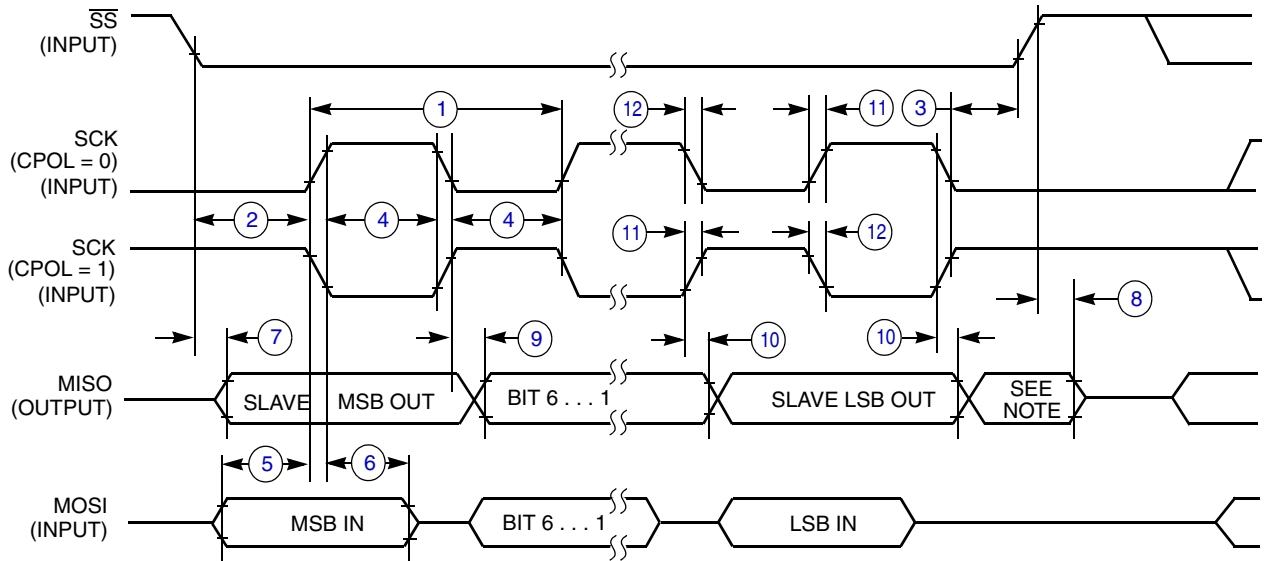 SS
(INPUT)
1
12
11
3
SCK
(CPOL = 0)
(INPUT)
2
4
4
SCK
(CPOL = 1)
(INPUT)
11
12
8
7
9
10
10
MISO
(OUTPUT)
SLAVE MSB OUT
BIT 6 . . . 1
SLAVE LSB OUT
SEE
NOTE
5
6
MOSI
(INPUT)
MSB IN
BIT 6 . . . 1
LSB IN